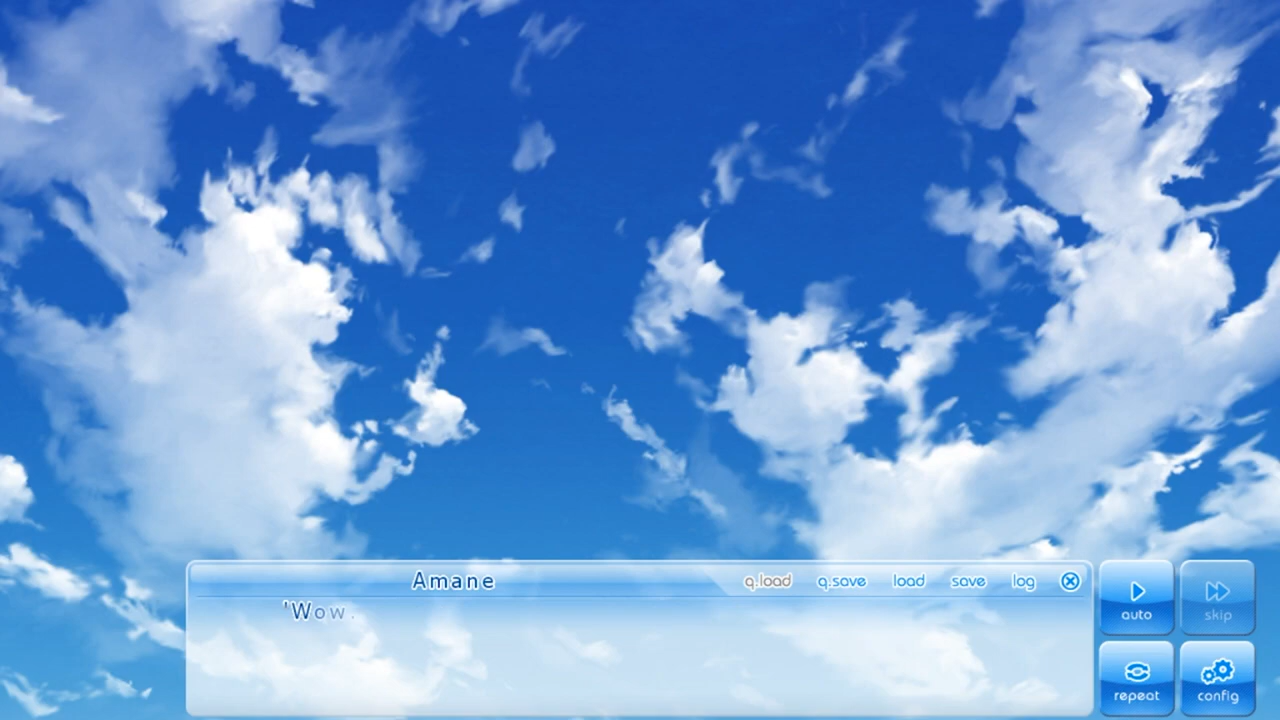 Amane
q.load q.save load save log
'Wow.
auto
skip
repeat
config